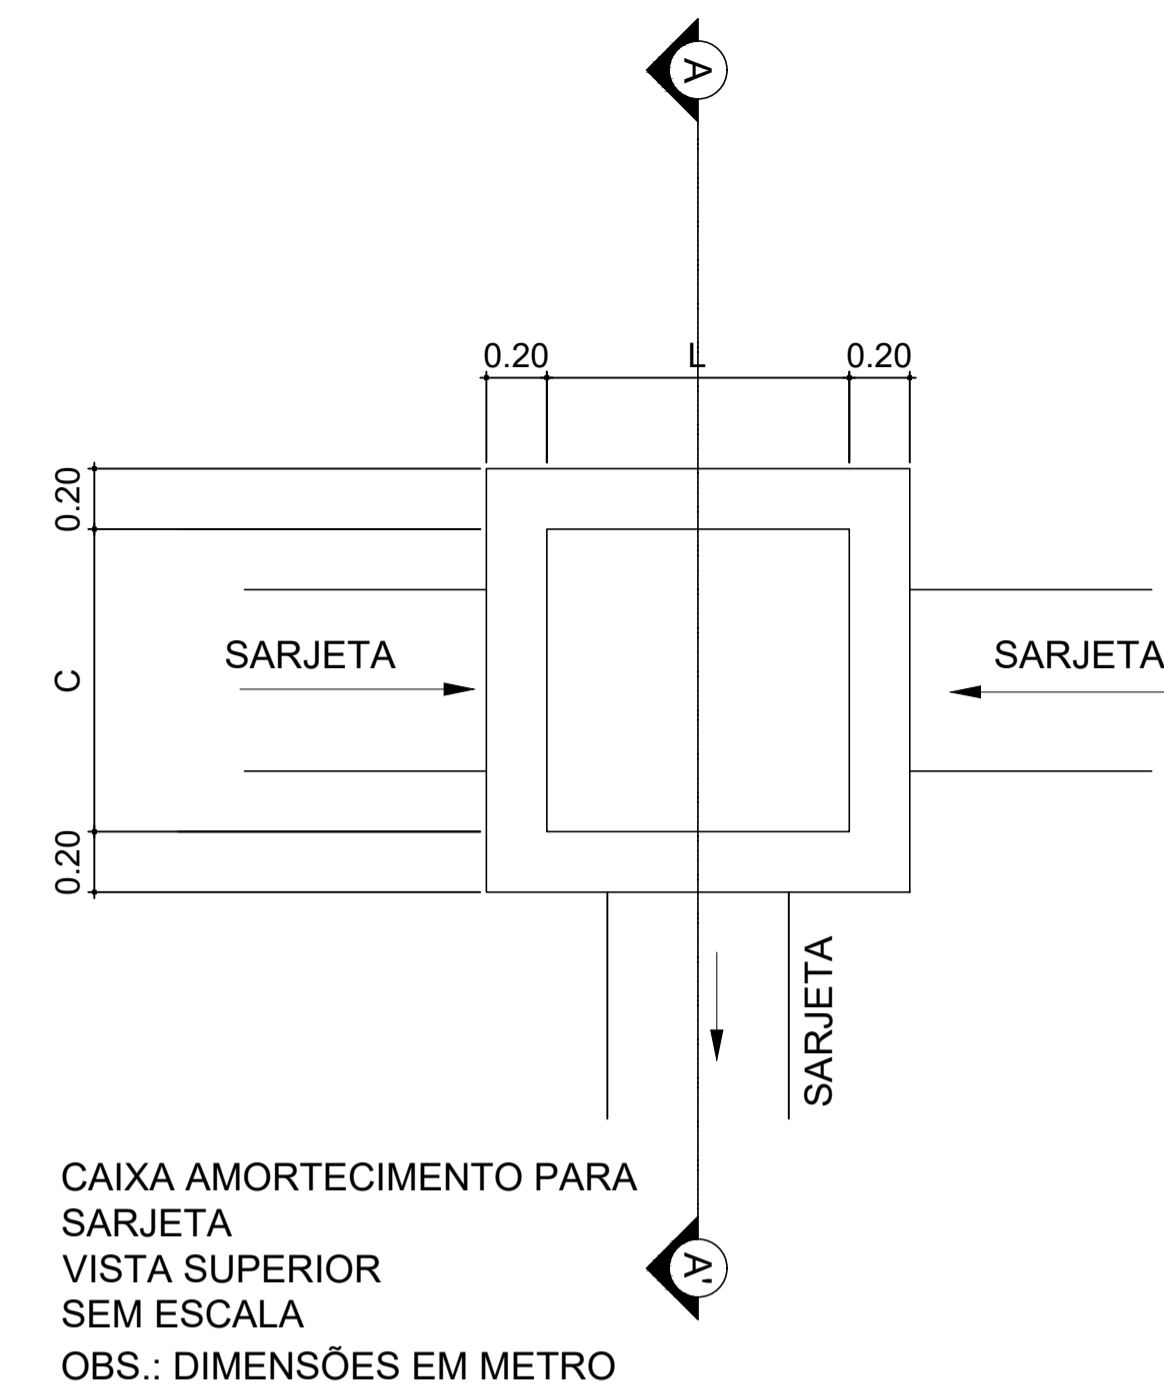 A
0.20 L 0.20
0.20
C
0.20
SARJETA
SARJETA
SARJETA
CAIXA AMORTECIMENTO PARA
SARJETA
VISTA SUPERIOR
SEM ESCALA
OBS.: DIMENSÕES EM METRO
A'